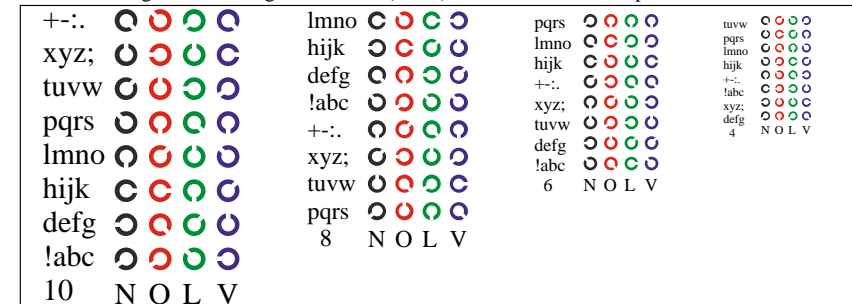 +-:.
xyz;
tuvw
pqrs
lmno
hijk
defg
!abc
10 N O L V
lmno
hijk
defg
!abc
+-:.
xyz;
tuvw
pqrs
8 N O L V
pqrs
lmno
hijk
+-:.
xyz;
tuvw
defg
!abc
6 N O L V
tuvw
pqrs
lmno
hijk
+-:.
!abc
xyz;
defg
4 N O L V